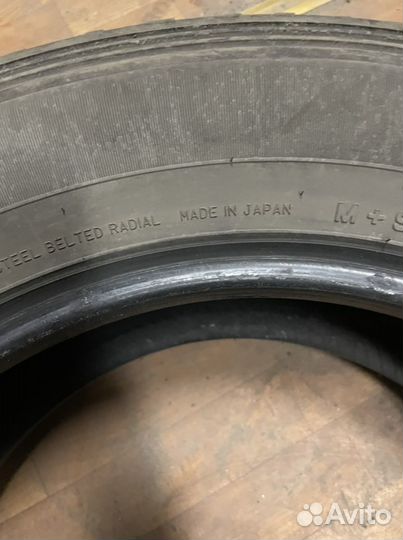 STEEL BELTED RADIAL MADE IN JAPAN M + S
Avito